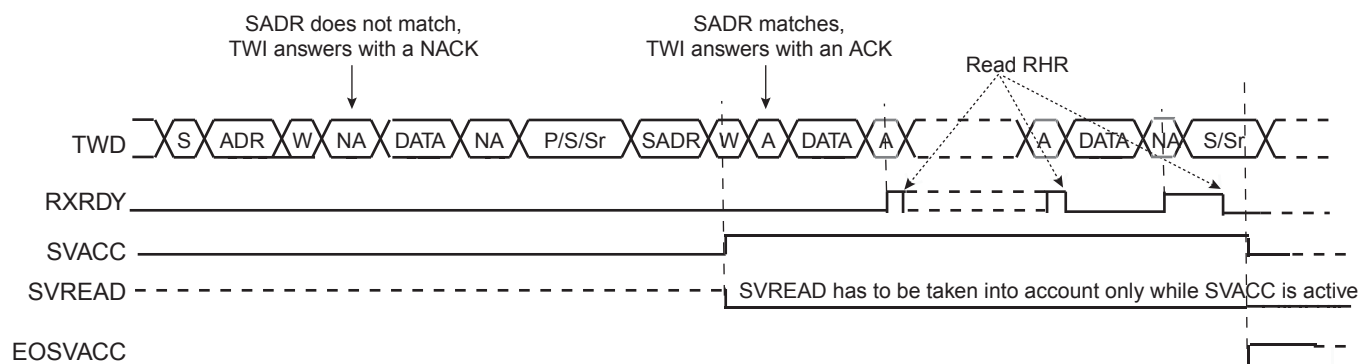 SADR does not match,
TWI answers with a NACK
SADR matches,
TWI answers with an ACK
Read RHR
TWD S ADR W NA DATA NA P/S/Sr SADR W A DATA A A DATA NA S/Sr
RXRDY
SVACC
SVREAD SVREAD has to be taken into account only while SVACC is active
EOSVACC